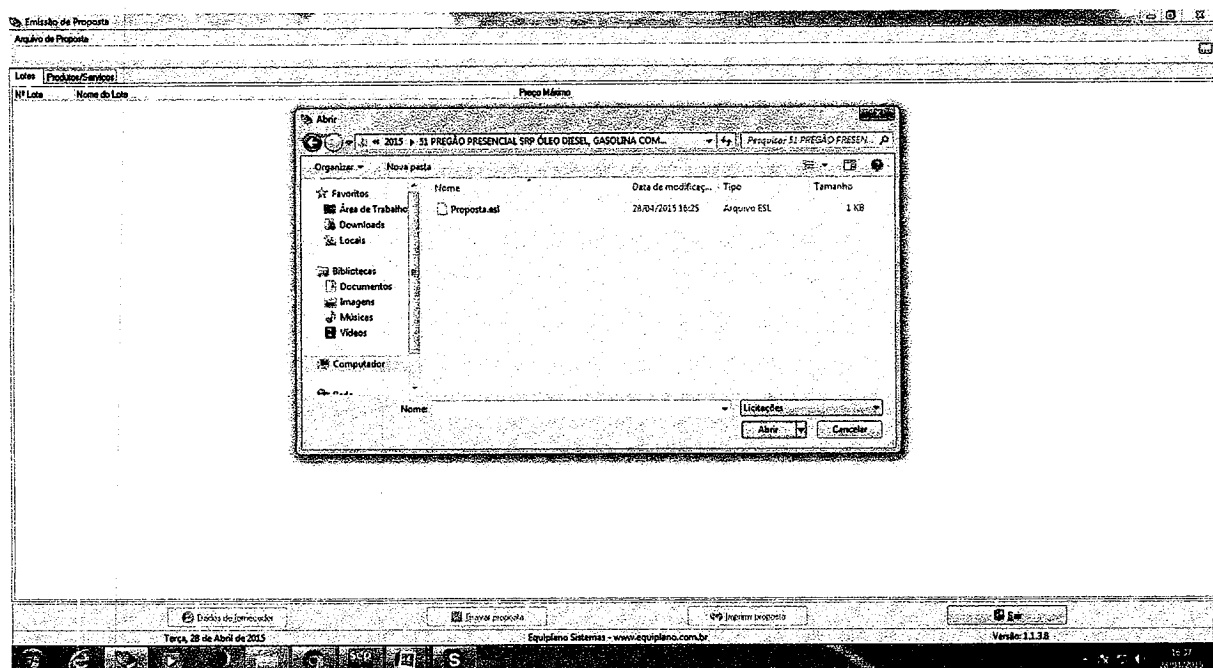 Emissão de Proposta
Arquivo de Proposta
Lotes Produtos/Serviços
Nº Lote Nome do Lote Preço Máximo
Abrir
2015 51 PREGÃO PRESENCIAL SRP ÓLEO DIESEL, GASOLINA COM... Pesquisar 51 PREGÃO PRESEN...
Organizar Nova pasta
Favoritos
Área de Trabalho
Downloads
Locais
Bibliotecas
Documentos
Imagens
Músicas
Vídeos
Computador
Nome Data de modificaç... Tipo Tamanho
Proposta.esl 28/04/2015 16:25 Arquivo ESL 1 KB
Nome: Licitações
Abrir Cancelar
Dados do fornecedor Gravar proposta Imprimir proposta Sair
Terça, 28 de Abril de 2015 Equiplano Sistemas - www.equiplano.com.br Versão: 1.1.3.8
16:27